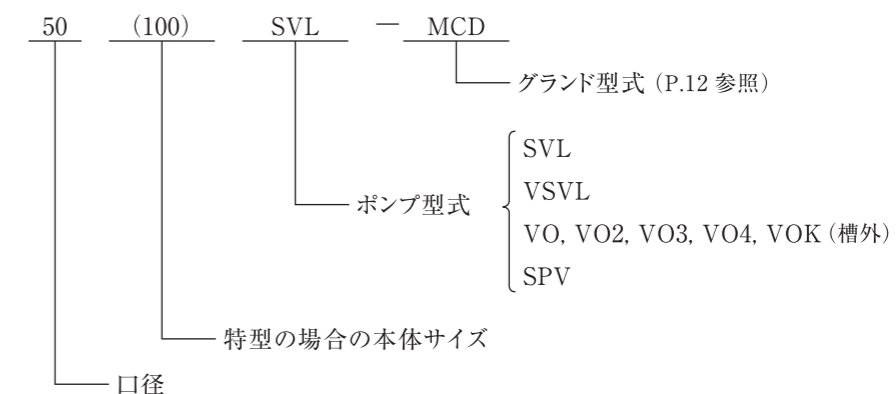 50 (100) SVL － MCD
グランド型式 (P.12 参照)
SVL
VSVL
ポンプ型式
VO, VO2, VO3, VO4, VOK (槽外)
SPV
特型の場合の本体サイズ
口径